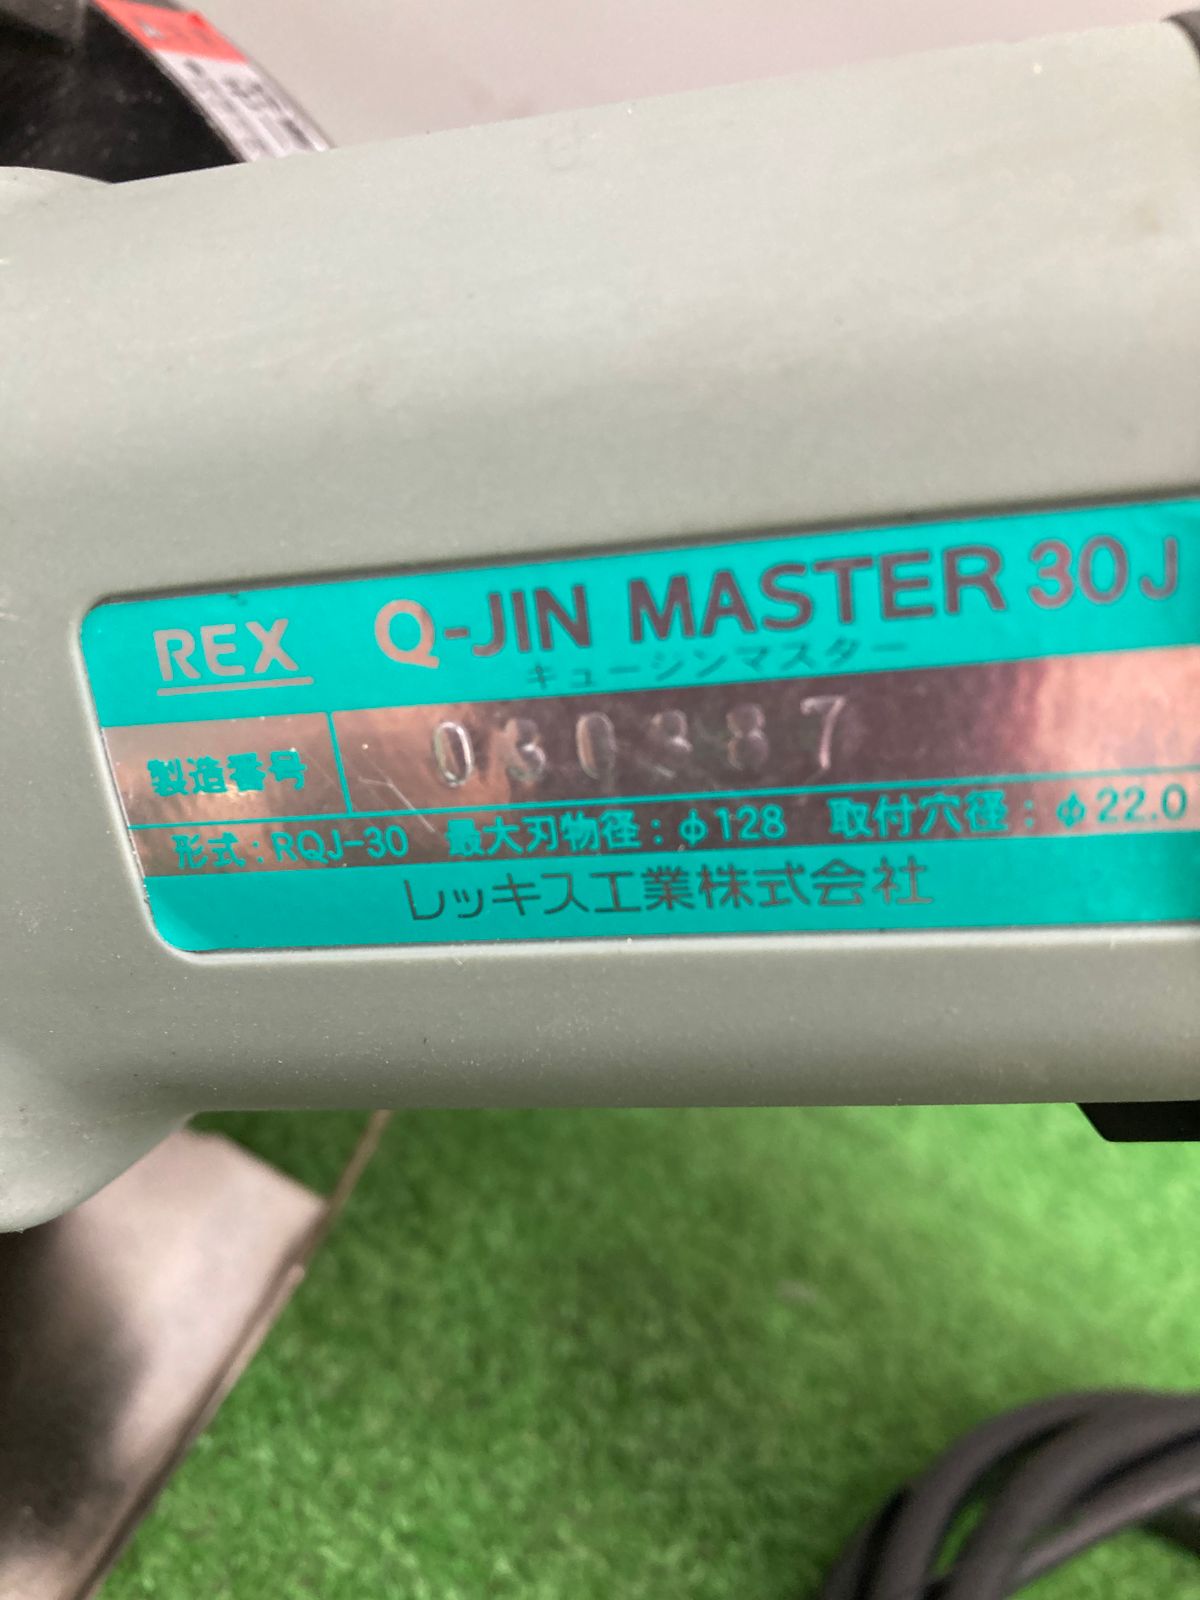 REX Q-JIN MASTER 30J
キュージンマスター
製造番号 030387
形式:RQJ-30 最大刃物径:φ128 取付穴径:φ22.0
レッキス工業株式会社